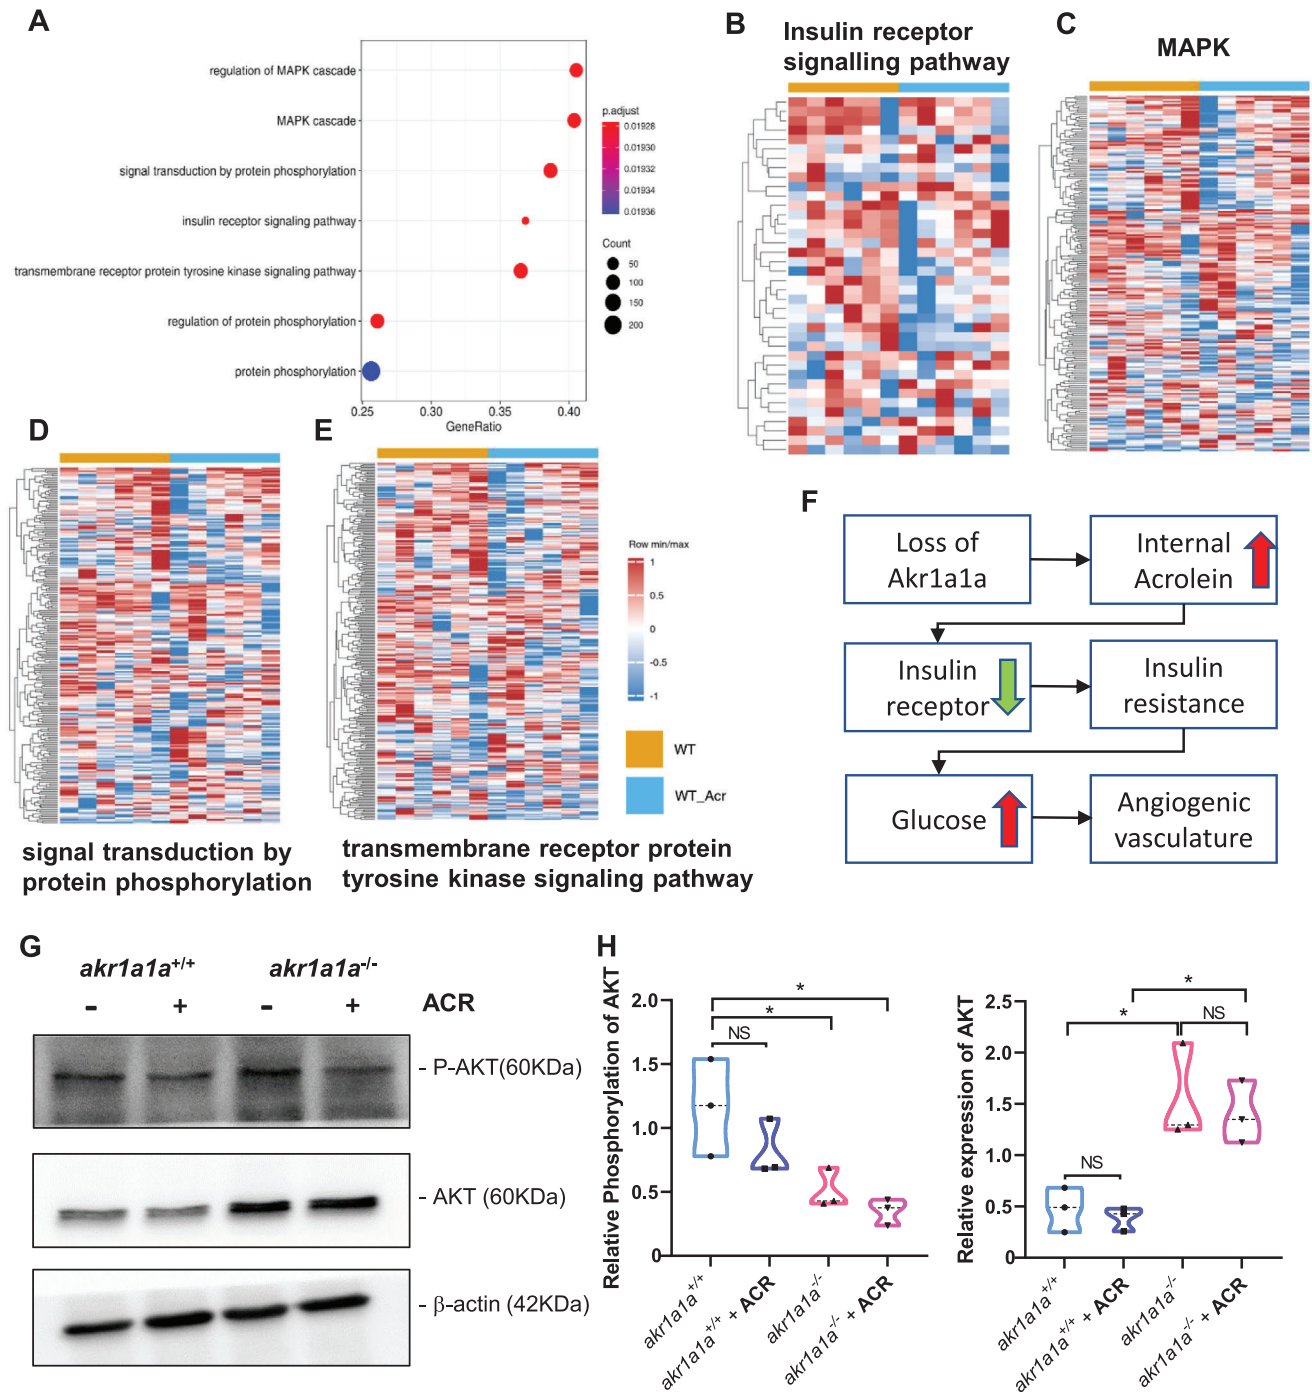 A
regulation of MAPK cascade
MAPK cascade
signal transduction by protein phosphorylation
insulin receptor signaling pathway
transmembrane receptor protein tyrosine kinase signaling pathway
regulation of protein phosphorylation
protein phosphorylation
0.25 0.30 0.35 0.40
GeneRatio
p.adjust
0.01928
0.01930
0.01932
0.01934
0.01936
Count
50
100
150
200
B
Insulin receptor
signalling pathway
C
MAPK
D
signal transduction by
protein phosphorylation
E
transmembrane receptor protein
tyrosine kinase signaling pathway
Row min/max
1
0.5
0
-0.5
-1
WT
WT_Acr
F
Loss of
Akr1a1a
Internal
Acrolein
Insulin
receptor
Insulin
resistance
Glucose
Angiogenic
vasculature
G
akr1a1a+/+ akr1a1a-/-
- + - + ACR
- P-AKT(60KDa)
- AKT (60KDa)
- β-actin (42KDa)
H
Relative Phosphorylation of AKT
2.0
1.5
1.0
0.5
0
*
*
NS
akr1a1a+/+
akr1a1a+/+ + ACR
akr1a1a-/-
akr1a1a-/- + ACR
Relative expression of AKT
2.5
2.0
1.5
1.0
0.5
0
*
*
NS
NS
akr1a1a+/+
akr1a1a+/+ + ACR
akr1a1a-/-
akr1a1a-/- + ACR